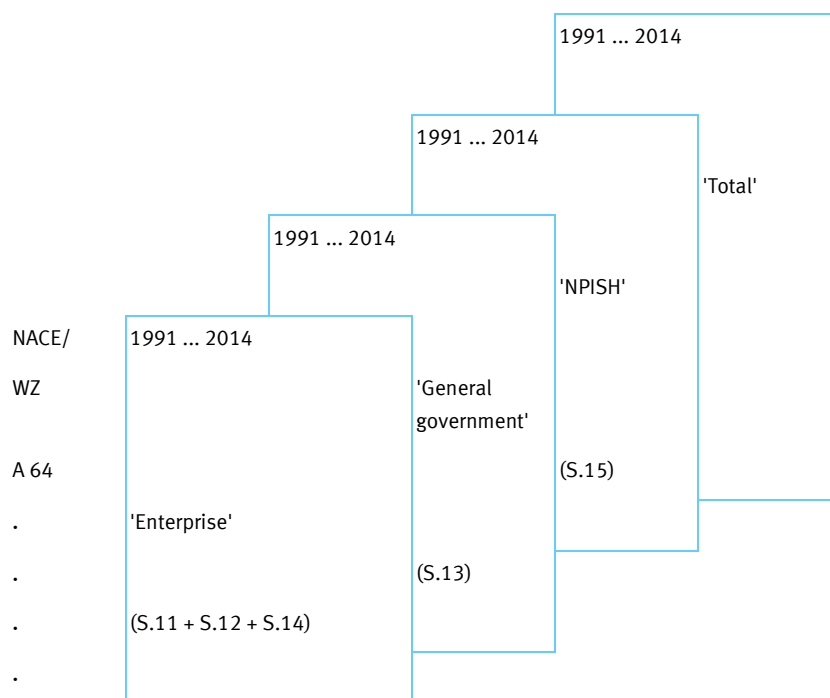 1991 ... 2014
1991 ... 2014
'Total'
1991 ... 2014
'NPISH'
NACE/ 1991 ... 2014
WZ 'General
government'
A 64 (S.15)
. 'Enterprise'
. (S.13)
. (S.11 + S.12 + S.14)
.